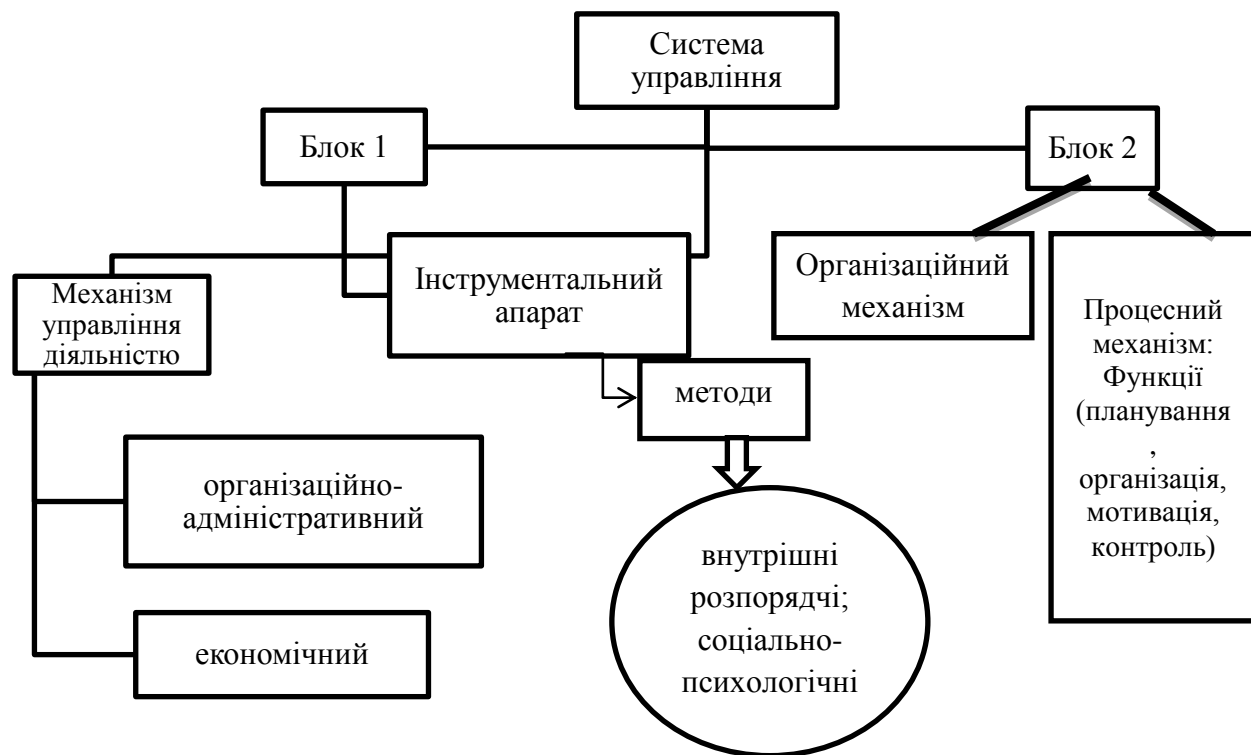 Система
управління
Блок 1
Блок 2
Механізм
управління
діяльністю
Інструментальний
апарат
Організаційний
механізм
Процесний
механізм:
Функції
(планування
,
організація,
мотивація,
контроль)
методи
організаційно-
адміністративний
внутрішні
розпорядчі;
соціально-
психологічні
економічний